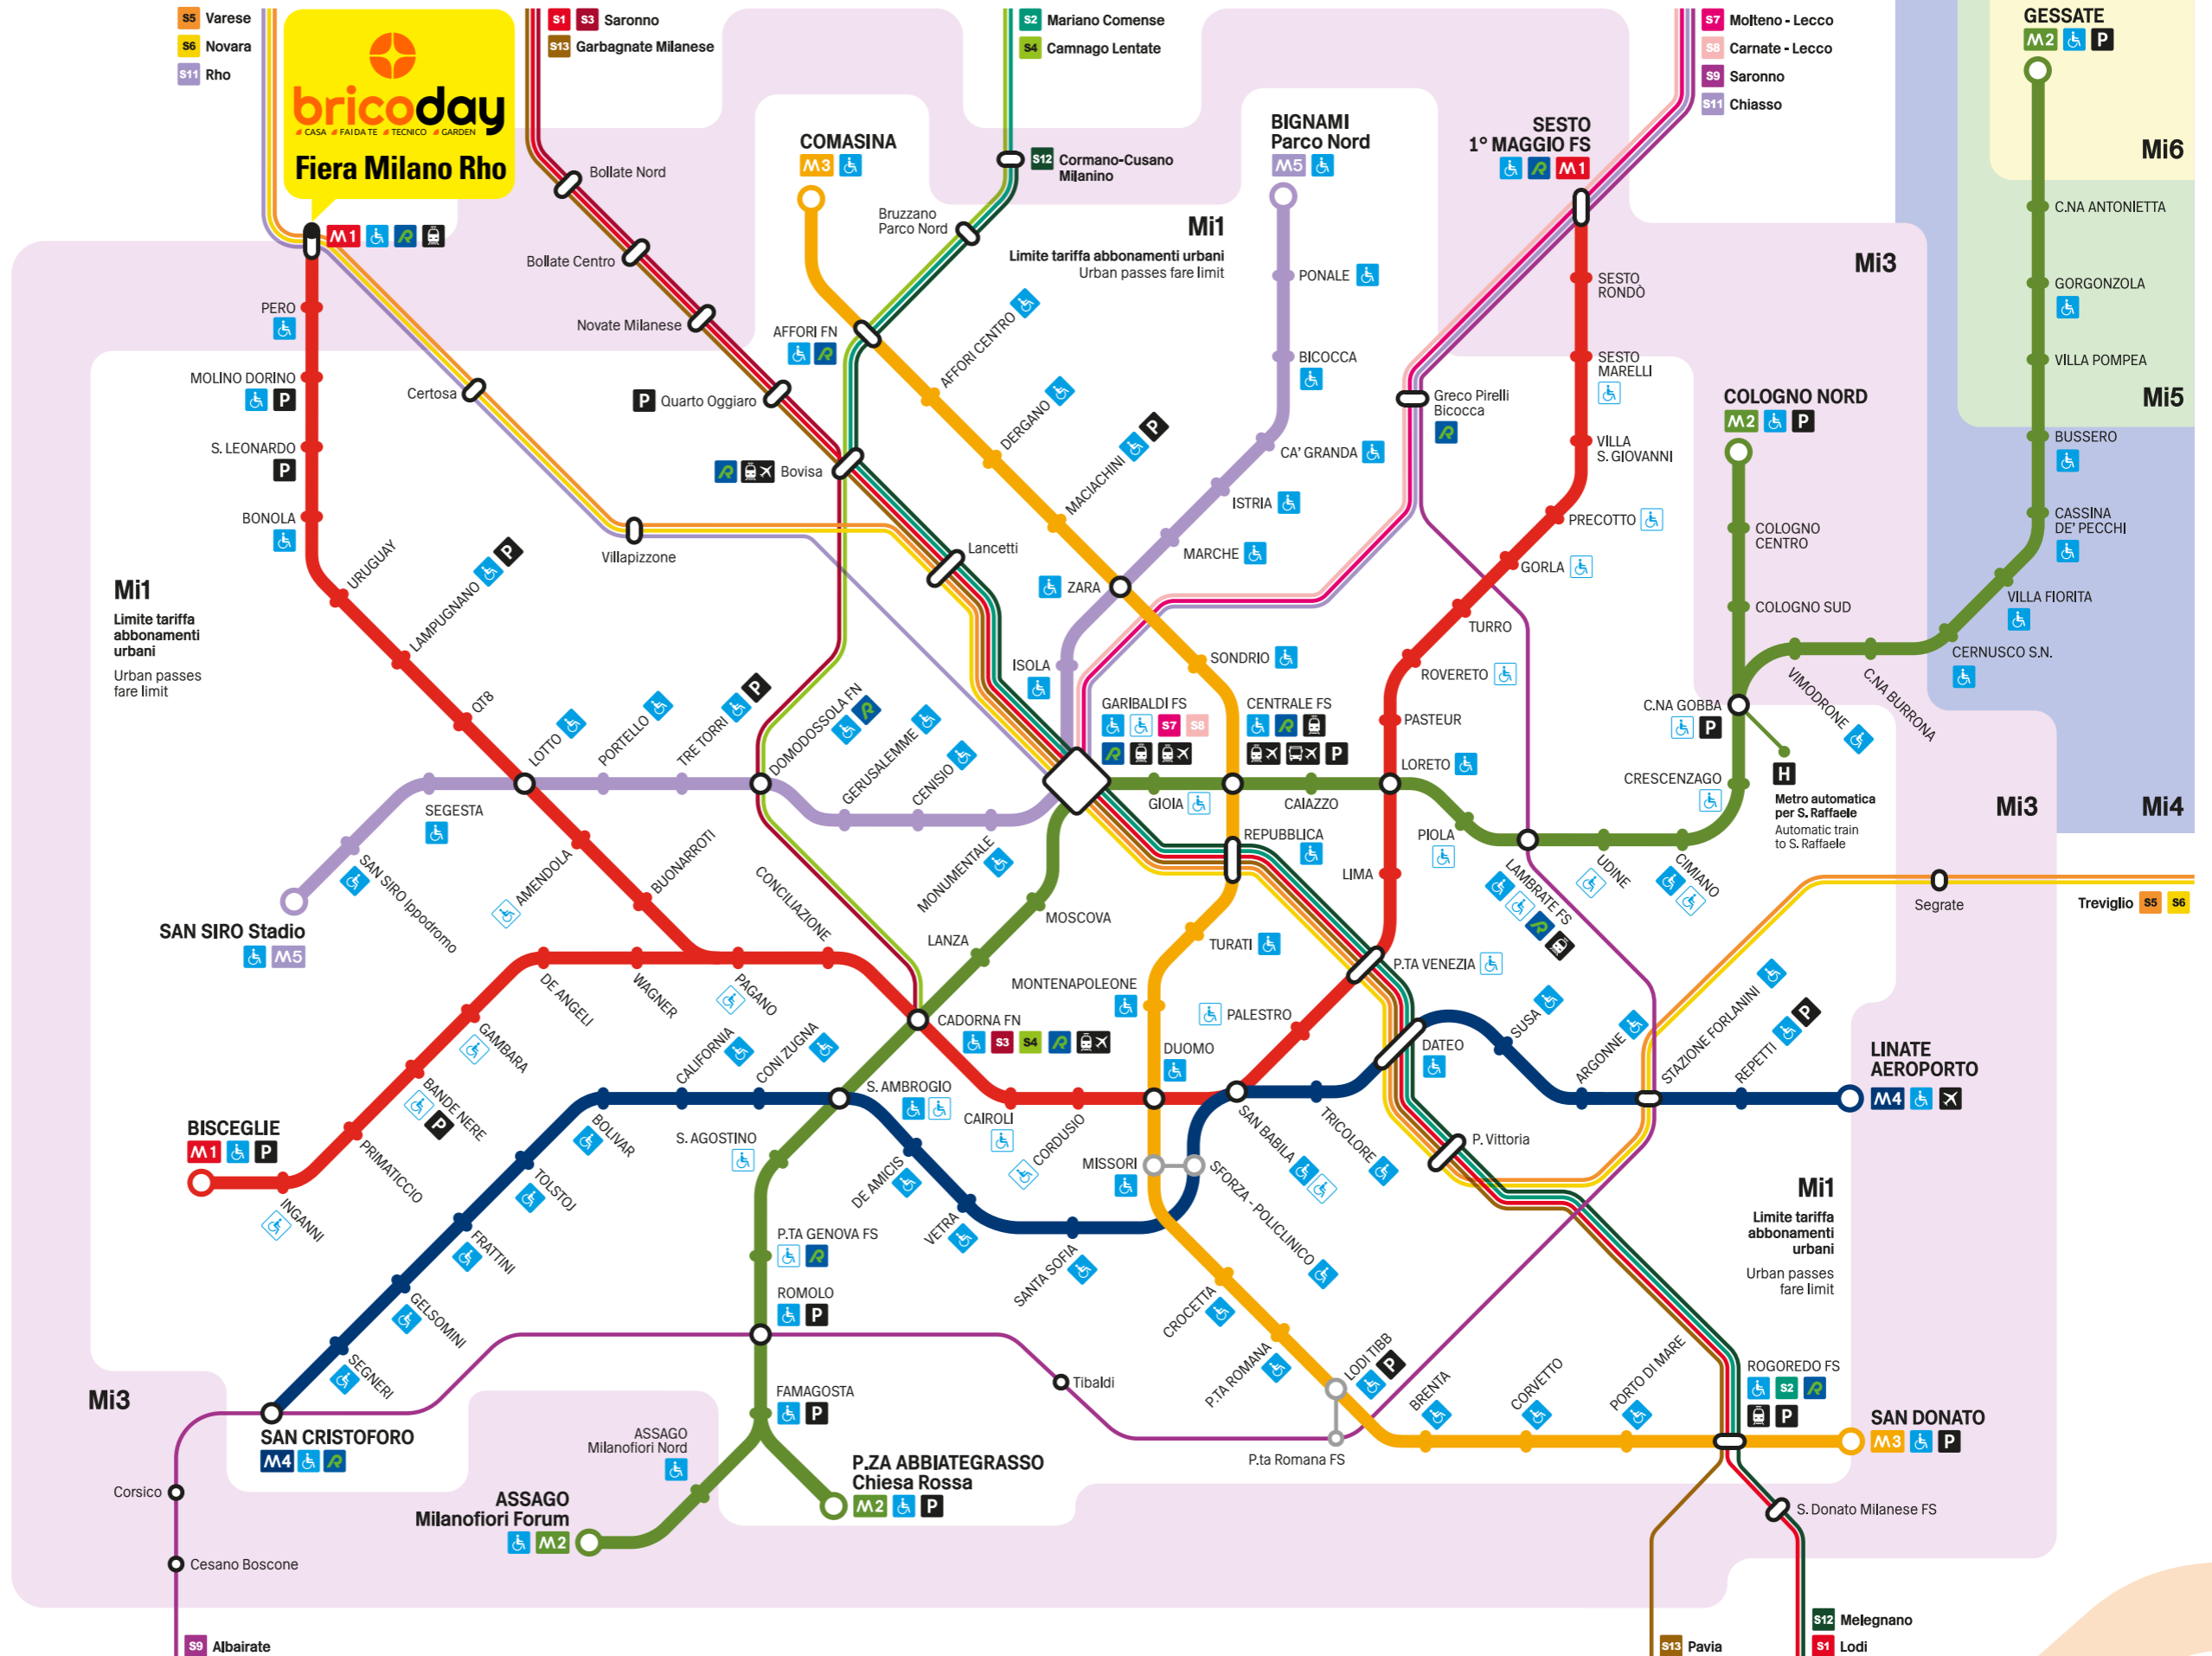 S5 Varese
S6 Novara
S11 Rho
bricoday
CASA FAI DA TE TECNICO GARDEN
Fiera Milano Rho
M1
S1 S3 Saronno
S13 Garbagnate Milanese
S2 Mariano Comense
S4 Camnago Lentate
S7 Molteno - Lecco
S8 Carnate - Lecco
S9 Saronno
S11 Chiasso
GESSATE
M2 P
Mi6
C.NA ANTONIETTA
GORGONZOLA
VILLA POMPEA
Mi5
BUSSERO
CASSINA
DE' PECCHI
VILLA FIORITA
CERNUSCO S.N.
C.NA BURRONA
VIMODRONE
Mi4
Bollate Nord
Bollate Centro
Novate Milanese
P Quarto Oggiaro
R Bovisa
COMASINA
M3
S12 Cormano-Cusano
Milanino
Bruzzano
Parco Nord
AFFORI FN
R
AFFORI CENTRO
DERGANO
MACIACHINI P
ZARA
SONDRIO
Mi1
Limite tariffa abbonamenti urbani
Urban passes fare limit
BIGNAMI
Parco Nord
M5
PONALE
BICOCCA
CA' GRANDA
ISTRIA
MARCHE
ISOLA
SESTO
1° MAGGIO FS
R M1
SESTO
RONDÒ
SESTO
MARELLI
VILLA
S. GIOVANNI
PRECOTTO
GORLA
TURRO
ROVERETO
PASTEUR
LORETO
LIMA
Mi3
Greco Pirelli
Bicocca
R
COLOGNO NORD
M2 P
COLOGNO
CENTRO
COLOGNO SUD
C.NA GOBBA
P
CRESCENZAGO
H
Metro automatica
per S. Raffaele
Automatic train
to S. Raffaele
Mi3
PERO
MOLINO DORINO
P
S. LEONARDO
P
BONOLA
URUGUAY
LAMPUGNANO P
QT8
LOTTO
Certosa
Villapizzone
Lancetti
Mi1
Limite tariffa
abbonamenti
urbani
Urban passes
fare limit
PORTELLO
TRE TORRI P
DOMODOSSOLA FN R
GERUSALEMME
CENISIO
MONUMENTALE
GARIBALDI FS
S7 S8
R
CENTRALE FS
R
P
GIOIA
CAIAZZO
REPUBBLICA
PIOLA
LAMBRATE FS
R
UDINE
CIMIANO
Segrate
Treviglio S5 S6
SEGESTA
SAN SIRO Ippodromo
SAN SIRO Stadio
M5
AMENDOLA
BUONARROTI
CONCILIAZIONE
PAGANO
WAGNER
DE ANGELI
GAMBARA
BANDE NERE
P
PRIMATICCIO
INGANNI
BISCEGLIE
M1 P
LANZA
MOSCOVA
TURATI
MONTENAPOLEONE
PALESTRO
P.TA VENEZIA
CADORNA FN
S3 S4 R
DUOMO
DATEO
SUSA
ARGONNE
STAZIONE FORLANINI
REPETTI P
LINATE
AEROPORTO
M4
CALIFORNIA
CONI ZUGNA
BOLIVAR
TOLSTOJ
FRATTINI
GELSOMINI
SEGNERI
SAN CRISTOFORO
M4 R
S. AMBROGIO
S. AGOSTINO
CAIROLI
CORDUSIO
MISSORI
SAN BABILA
SFORZA - POLICLINICO
TRICOLORE
P. Vittoria
DE AMICIS
VETRA
SANTA SOFIA
P.TA GENOVA FS
R
ROMOLO
P
FAMAGOSTA
P
CROCETTA
P.TA ROMANA
LODI TIBB
P
Tibaldi
P.ta Romana FS
BRENTA
CORVETTO
PORTO DI MARE
Mi1
Limite tariffa
abbonamenti
urbani
Urban passes
fare limit
ROGOREDO FS
S2 R
P
SAN DONATO
M3 P
S. Donato Milanese FS
Mi3
Corsico
Cesano Boscone
ASSAGO
Milanofiori Nord
ASSAGO
Milanofiori Forum
M2
P.ZA ABBIATEGRASSO
Chiesa Rossa
M2 P
S9 Albairate
S13 Pavia
S12 Melegnano
S1 Lodi